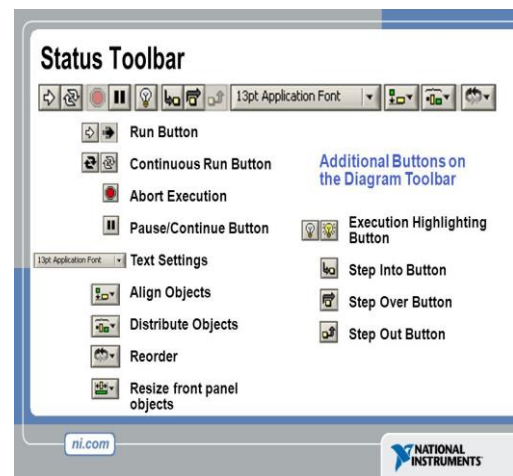 Status Toolbar
13pt Application Font
Run Button
Continuous Run Button
Abort Execution
Pause/Continue Button
13pt Application Font
Text Settings
Align Objects
Distribute Objects
Reorder
Resize front panel
objects
Additional Buttons on
the Diagram Toolbar
Execution Highlighting
Button
Step Into Button
Step Over Button
Step Out Button
ni.com
NATIONAL
INSTRUMENTS